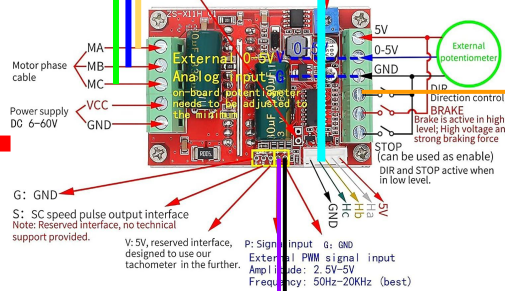 ZS-X11H V1
MA
MB
MC
VCC
GND
Motor phase
cable
Power supply
DC 6-60V
External 0-5V
Analog input
on board potentiometer
needs to be adjusted to
the minimum
R005
5V
0-5V
GND
External
potentiometer
DIR
Direction control
BRAKE
Brake is active in high
level; High voltage an
strong braking force
STOP
(can be used as enable)
DIR and STOP active when
in low level.
G: GND
S: SC speed pulse output interface
Note: Reserved interface, no technical
support provided.
V: 5V, reserved interface,
designed to use our
tachometer in the further.
GND
Hc
Hb
Ha
5V
P: Signal input G: GND
External PWM signal input
Amplitude: 2.5V-5V
Frequency: 50Hz-20KHz (best)